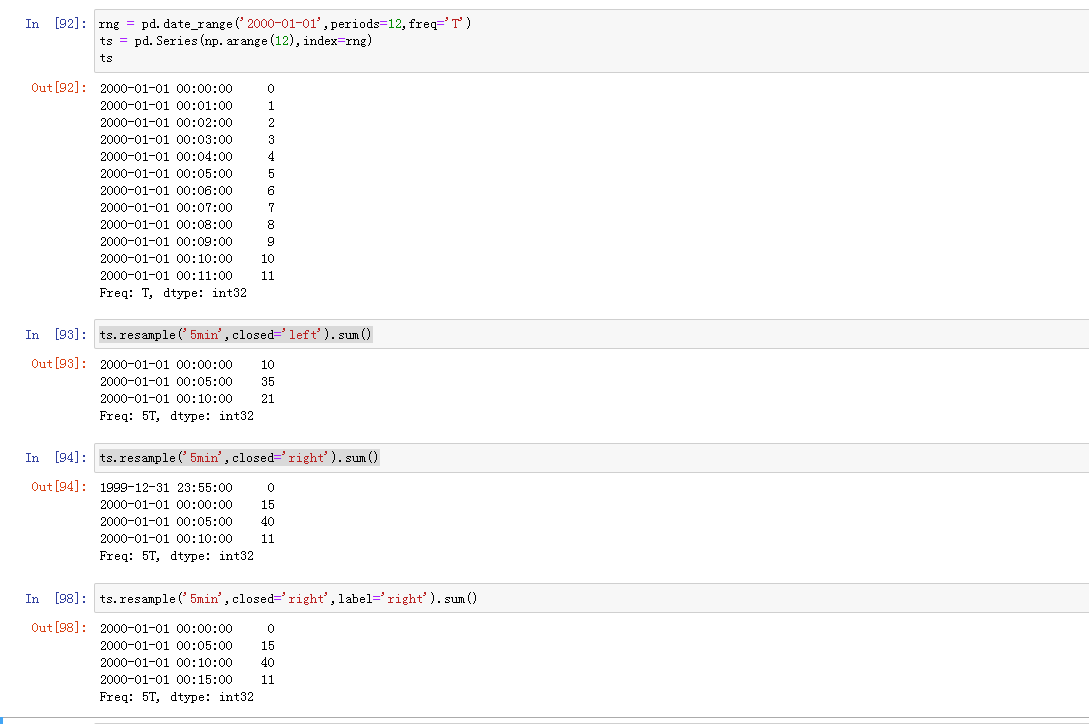 In [92]: rng = pd.date_range('2000-01-01',periods=12,freq='T')
ts = pd.Series(np.arange(12),index=rng)
ts
Out[92]: 2000-01-01 00:00:00 0
2000-01-01 00:01:00 1
2000-01-01 00:02:00 2
2000-01-01 00:03:00 3
2000-01-01 00:04:00 4
2000-01-01 00:05:00 5
2000-01-01 00:06:00 6
2000-01-01 00:07:00 7
2000-01-01 00:08:00 8
2000-01-01 00:09:00 9
2000-01-01 00:10:00 10
2000-01-01 00:11:00 11
Freq: T, dtype: int32
In [93]: ts.resample('5min',closed='left').sum()
Out[93]: 2000-01-01 00:00:00 10
2000-01-01 00:05:00 35
2000-01-01 00:10:00 21
Freq: 5T, dtype: int32
In [94]: ts.resample('5min',closed='right').sum()
Out[94]: 1999-12-31 23:55:00 0
2000-01-01 00:00:00 15
2000-01-01 00:05:00 40
2000-01-01 00:10:00 11
Freq: 5T, dtype: int32
In [98]: ts.resample('5min',closed='right',label='right').sum()
Out[98]: 2000-01-01 00:00:00 0
2000-01-01 00:05:00 15
2000-01-01 00:10:00 40
2000-01-01 00:15:00 11
Freq: 5T, dtype: int32